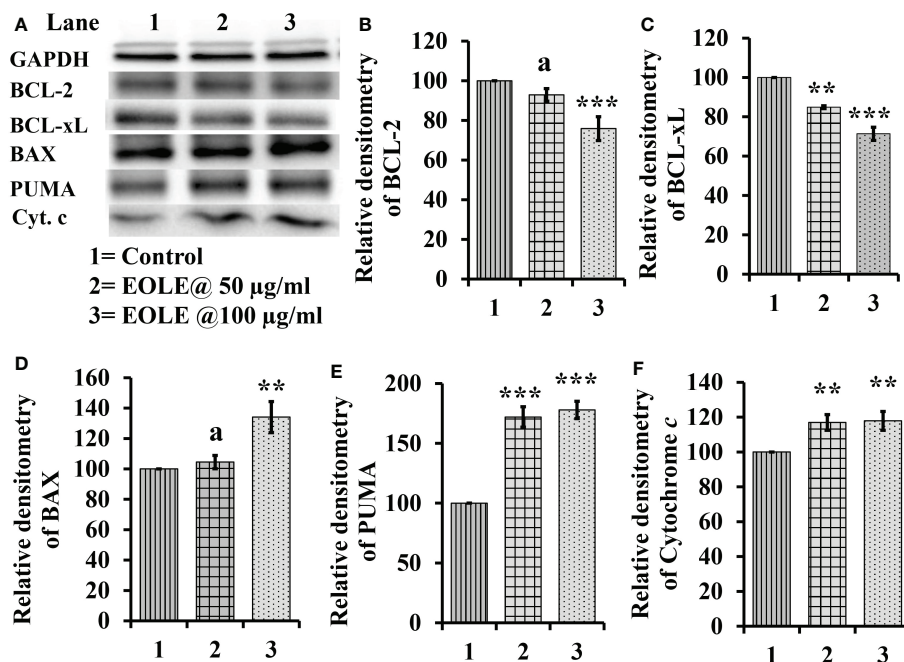 A Lane 1 2 3
GAPDH
BCL-2
BCL-xL
BAX
PUMA
Cyt. c
1= Control
2= EOLE@ 50 µg/ml
3= EOLE @100 µg/ml
B
Relative densitometry
of BCL-2
120
100
80
60
40
20
0
a
***
1 2 3
C
Relative densitometry
of BCL-xL
120
100
80
60
40
20
0
**
***
1 2 3
D
Relative densitometry
of BAX
160
140
120
100
80
60
40
20
0
a
**
1 2 3
E
Relative densitometry
of PUMA
200
150
100
50
0
***
***
1 2 3
F
Relative densitometry
of Cytochrome c
140
120
100
80
60
40
20
0
**
**
1 2 3